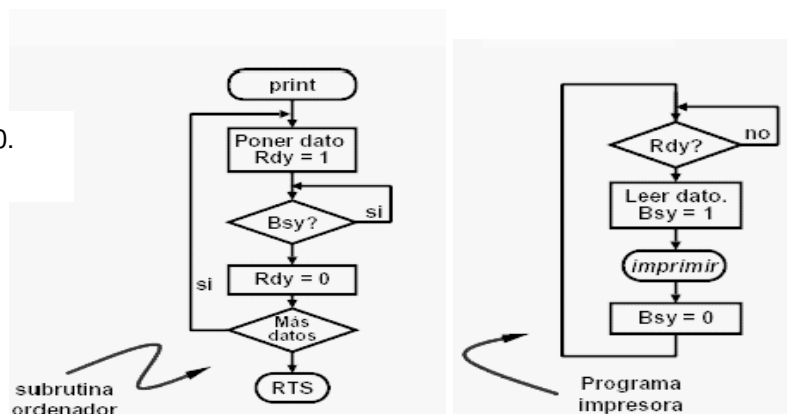 0.
print
Poner dato
Rdy = 1
Bsy?
si
Rdy = 0
si
Más
datos
RTS
subrutina
ordenador
Rdy?
no
Leer dato.
Bsy = 1
imprimir
Bsy = 0
Programa
impresora